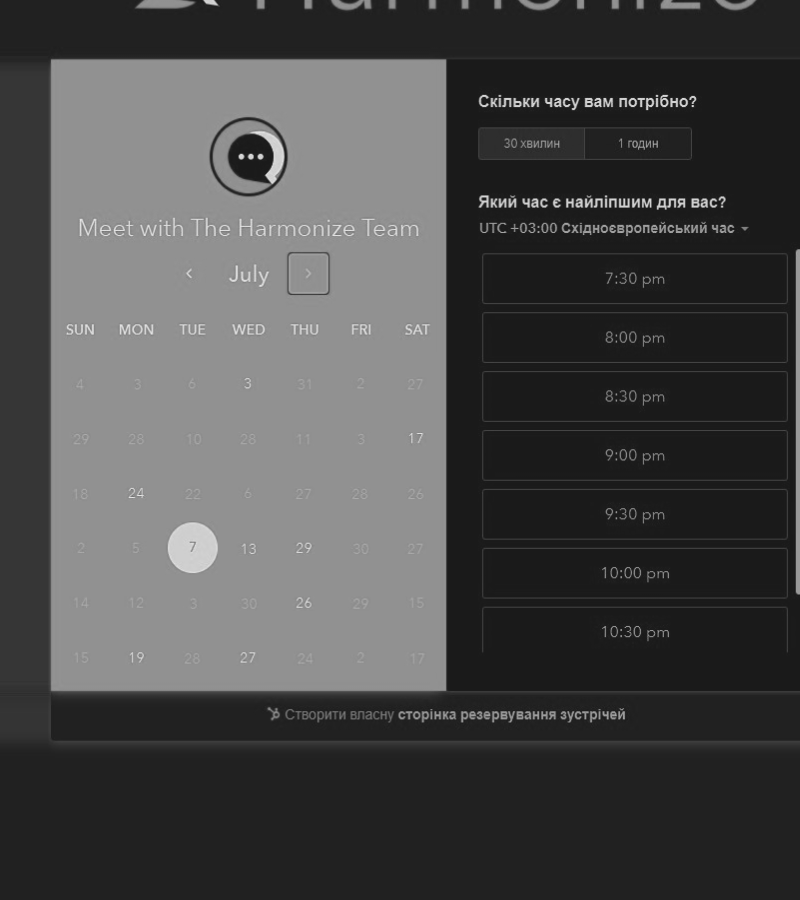 Harmonize
Meet with The Harmonize Team
July
SUN MON TUE WED THU FRI SAT
4 3 6 3 31 2 27
29 28 10 28 11 3 17
18 24 22 6 27 28 26
2 5 7 13 29 30 27
14 12 3 30 26 29 15
15 19 28 27 24 2 17
Скільки часу вам потрібно?
30 хвилин 1 годин
Який час є найліпшим для вас?
UTC +03:00 Східноєвропейський час
7:30 pm
8:00 pm
8:30 pm
9:00 pm
9:30 pm
10:00 pm
10:30 pm
Створити власну сторінка резервування зустрічей